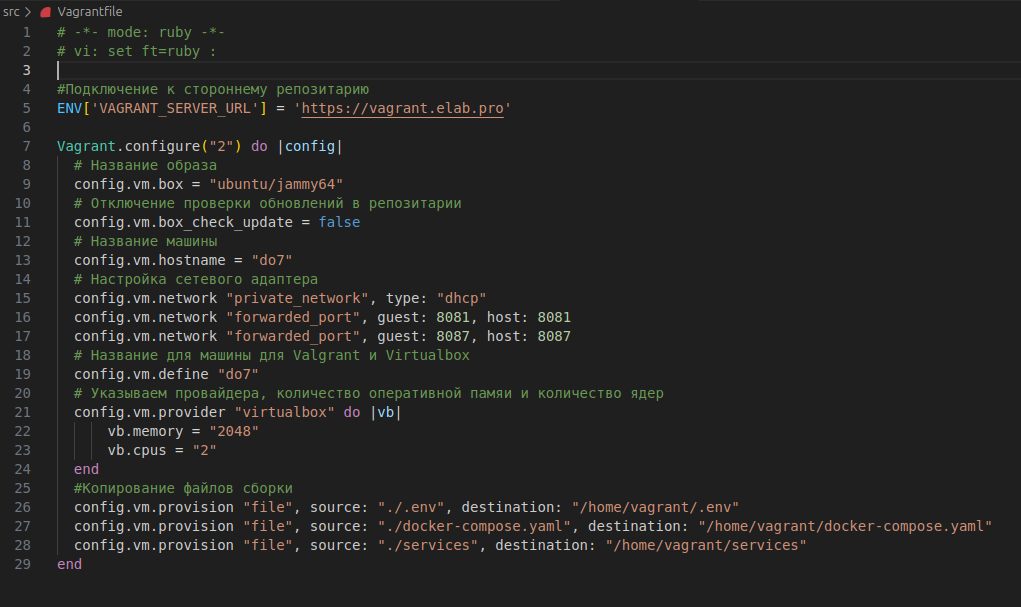 src > Vagrantfile
1 # -*- mode: ruby -*-
2 # vi: set ft=ruby :
3
4 #Подключение к стороннему репозитарию
5 ENV['VAGRANT_SERVER_URL'] = 'https://vagrant.elab.pro'
6
7 Vagrant.configure("2") do |config|
8   # Название образа
9   config.vm.box = "ubuntu/jammy64"
10   # Отключение проверки обновлений в репозитарии
11   config.vm.box_check_update = false
12   # Название машины
13   config.vm.hostname = "do7"
14   # Настройка сетевого адаптера
15   config.vm.network "private_network", type: "dhcp"
16   config.vm.network "forwarded_port", guest: 8081, host: 8081
17   config.vm.network "forwarded_port", guest: 8087, host: 8087
18   # Название для машины для Valgrant и Virtualbox
19   config.vm.define "do7"
20   # Указываем провайдера, количество оперативной памяи и количество ядер
21   config.vm.provider "virtualbox" do |vb|
22       vb.memory = "2048"
23       vb.cpus = "2"
24   end
25   #Копирование файлов сборки
26   config.vm.provision "file", source: "./.env", destination: "/home/vagrant/.env"
27   config.vm.provision "file", source: "./docker-compose.yaml", destination: "/home/vagrant/docker-compose.yaml"
28   config.vm.provision "file", source: "./services", destination: "/home/vagrant/services"
29 end